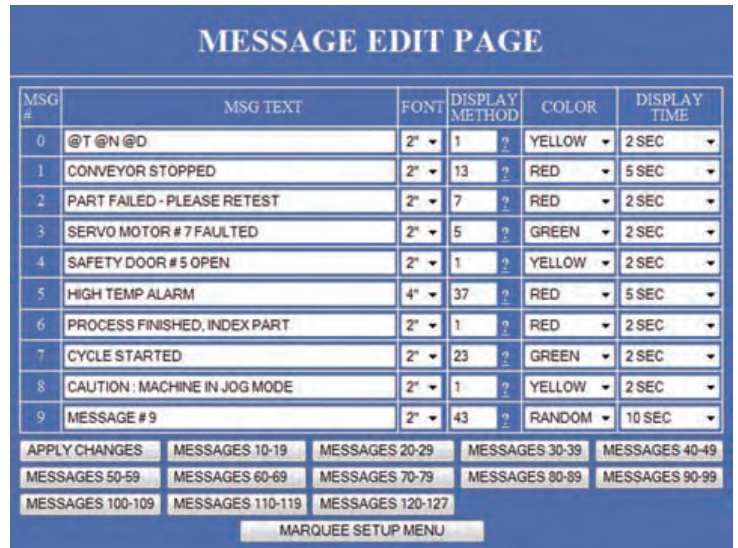 MESSAGE EDIT PAGE
MSG # MSG TEXT FONT DISPLAY METHOD COLOR DISPLAY TIME
0 @T @N @D 2" 1 ? YELLOW 2 SEC
1 CONVEYOR STOPPED 2" 13 ? RED 5 SEC
2 PART FAILED - PLEASE RETEST 2" 7 ? RED 2 SEC
3 SERVO MOTOR # 7 FAULTED 2" 5 ? GREEN 2 SEC
4 SAFETY DOOR # 5 OPEN 2" 1 ? YELLOW 2 SEC
5 HIGH TEMP ALARM 4" 37 ? RED 5 SEC
6 PROCESS FINISHED, INDEX PART 2" 1 ? RED 2 SEC
7 CYCLE STARTED 2" 23 ? GREEN 2 SEC
8 CAUTION : MACHINE IN JOG MODE 2" 1 ? YELLOW 2 SEC
9 MESSAGE # 9 2" 43 ? RANDOM 10 SEC
APPLY CHANGES MESSAGES 10-19 MESSAGES 20-29 MESSAGES 30-39 MESSAGES 40-49
MESSAGES 50-59 MESSAGES 60-69 MESSAGES 70-79 MESSAGES 80-89 MESSAGES 90-99
MESSAGES 100-109 MESSAGES 110-119 MESSAGES 120-127
MARQUEE SETUP MENU